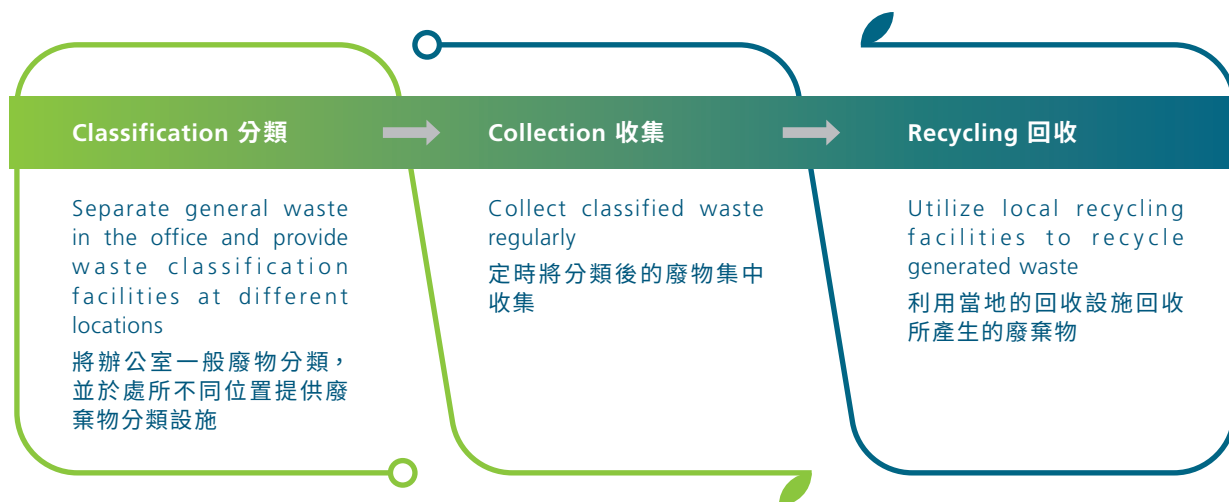 Classification 分類
Separate general waste
in the office and provide
waste classification
facilities at different
locations
將辦公室一般廢物分類，
並於處所不同位置提供廢
棄物分類設施
Collection 收集
Collect classified waste
regularly
定時將分類後的廢物集中
收集
Recycling 回收
Utilize local recycling
facilities to recycle
generated waste
利用當地的回收設施回收
所產生的廢棄物